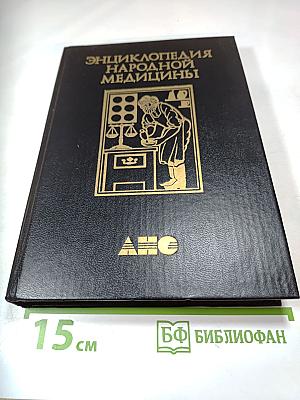 ЭНЦИКЛОПЕДИЯ
НАРОДНОЙ
МЕДИЦИНЫ
АНС
15 см
БФ БИБЛИОФАН